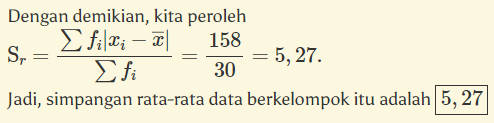 Dengan demikian, kita peroleh
S_r = ∑ f_i|x_i − x̅| / ∑ f_i = 158 / 30 = 5, 27.
Jadi, simpangan rata-rata data berkelompok itu adalah 5, 27